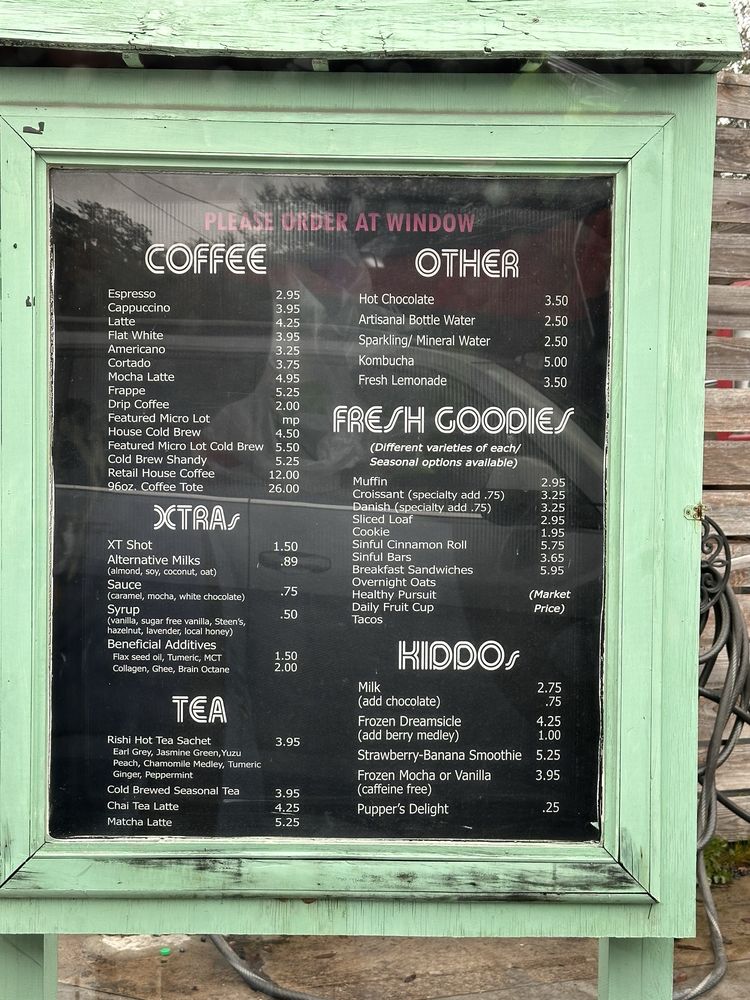 PLEASE ORDER AT WINDOW
COFFEE
Espresso 2.95
Cappuccino 3.95
Latte 4.25
Flat White 3.95
Americano 3.25
Cortado 3.75
Mocha Latte 4.95
Frappe 5.25
Drip Coffee 2.00
Featured Micro Lot mp
House Cold Brew 4.50
Featured Micro Lot Cold Brew 5.50
Cold Brew Shandy 5.25
Retail House Coffee 12.00
96oz. Coffee Tote 26.00
XTRAs
XT Shot 1.50
Alternative Milks .89
(almond, soy, coconut, oat)
Sauce .75
(caramel, mocha, white chocolate)
Syrup .50
(vanilla, sugar free vanilla, Steen's,
hazelnut, lavender, local honey)
Beneficial Additives
Flax seed oil, Tumeric, MCT 1.50
Collagen, Ghee, Brain Octane 2.00
TEA
Rishi Hot Tea Sachet 3.95
Earl Grey, Jasmine Green,Yuzu
Peach, Chamomile Medley, Tumeric
Ginger, Peppermint
Cold Brewed Seasonal Tea 3.95
Chai Tea Latte 4.25
Matcha Latte 5.25
OTHER
Hot Chocolate 3.50
Artisanal Bottle Water 2.50
Sparkling/ Mineral Water 2.50
Kombucha 5.00
Fresh Lemonade 3.50
FRESH GOODIES
(Different varieties of each/
Seasonal options available)
Muffin 2.95
Croissant (specialty add .75) 3.25
Danish (specialty add .75) 3.25
Sliced Loaf 2.95
Cookie 1.95
Sinful Cinnamon Roll 5.75
Sinful Bars 3.65
Breakfast Sandwiches 5.95
Overnight Oats
Healthy Pursuit (Market
Daily Fruit Cup Price)
Tacos
KIDDOs
Milk 2.75
(add chocolate) .75
Frozen Dreamsicle 4.25
(add berry medley) 1.00
Strawberry-Banana Smoothie 5.25
Frozen Mocha or Vanilla 3.95
(caffeine free)
Pupper's Delight .25